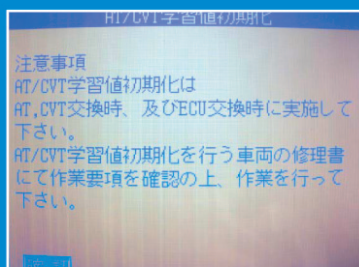 AT/CVT学習値初期化
注意事項
AT/CVT学習値初期化は
AT,CVT交換時、及びECU交換時に実施して
下さい。
AT/CVT学習値初期化を行う車両の修理書
にて作業要項を確認の上、作業を行って
下さい。